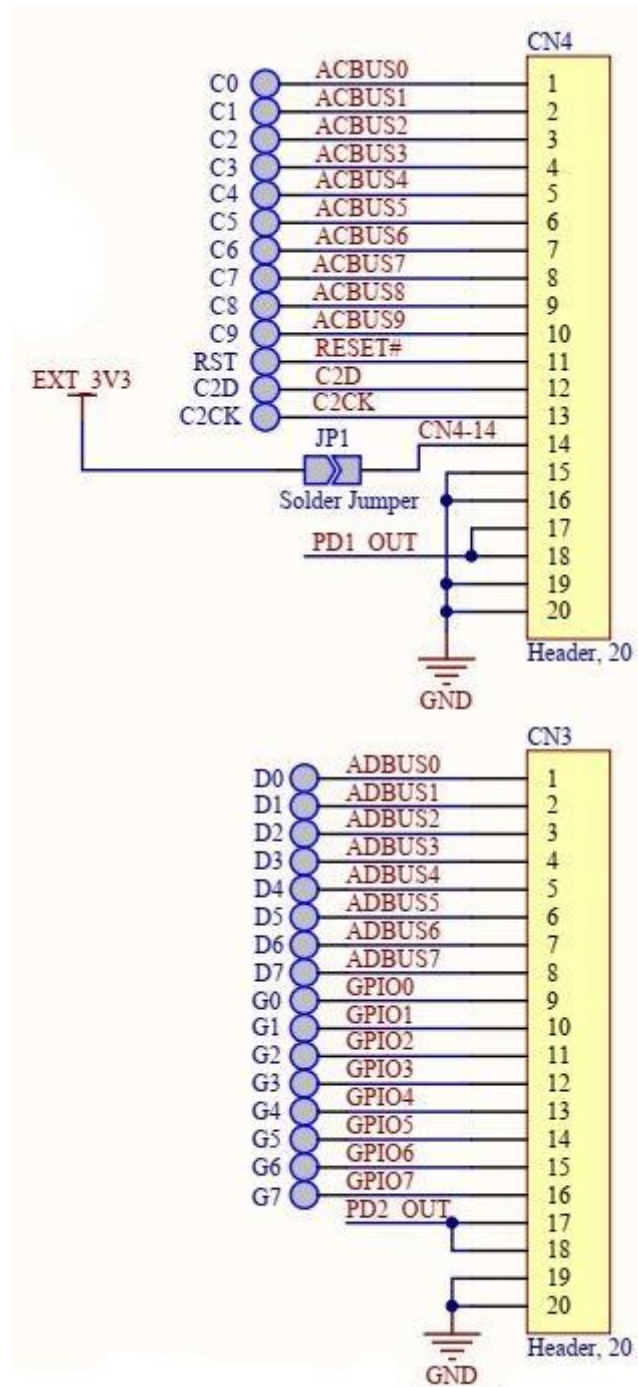 CN4
C0 ACBUS0 1
C1 ACBUS1 2
C2 ACBUS2 3
C3 ACBUS3 4
C4 ACBUS4 5
C5 ACBUS5 6
C6 ACBUS6 7
C7 ACBUS7 8
C8 ACBUS8 9
C9 ACBUS9 10
RST RESET# 11
C2D C2D 12
C2CK C2CK 13
EXT_3V3
JP1 CN4-14 14
15
Solder Jumper 16
17
PD1_OUT 18
19
20
Header, 20
GND
CN3
D0 ADBUS0 1
D1 ADBUS1 2
D2 ADBUS2 3
D3 ADBUS3 4
D4 ADBUS4 5
D5 ADBUS5 6
D6 ADBUS6 7
D7 ADBUS7 8
G0 GPIO0 9
G1 GPIO1 10
G2 GPIO2 11
G3 GPIO3 12
G4 GPIO4 13
G5 GPIO5 14
G6 GPIO6 15
G7 GPIO7 16
PD2_OUT 17
18
19
20
Header, 20
GND